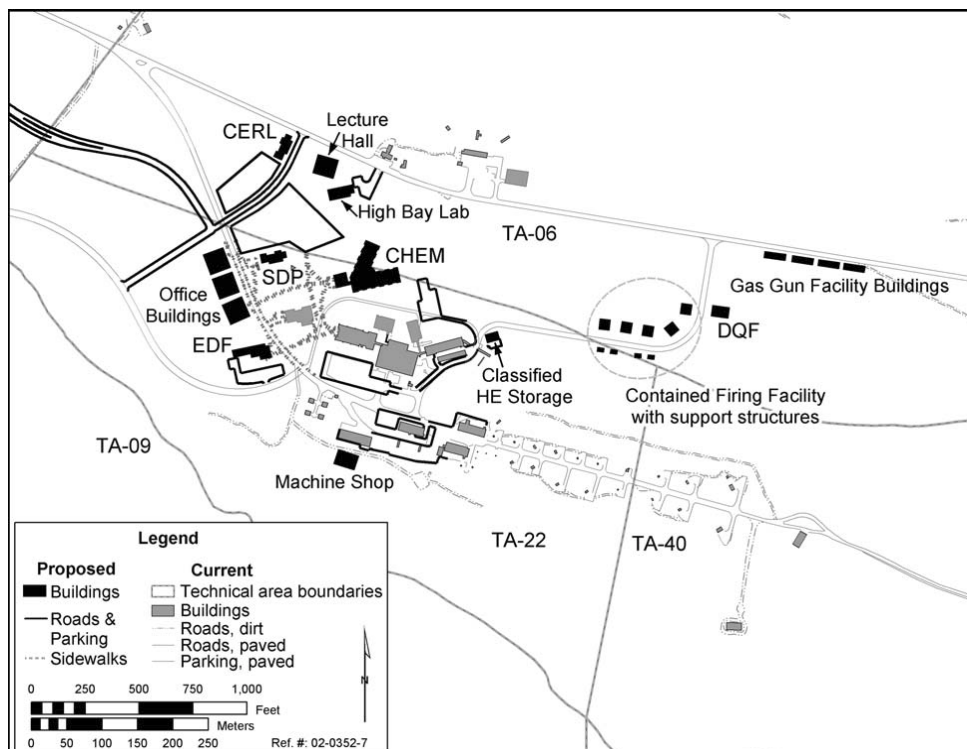 CERL
Lecture
Hall
High Bay Lab
TA-06
CHEM
SDP
Office
Buildings
Gas Gun Facility Buildings
DQF
EDF
Classified
HE Storage
Contained Firing Facility
with support structures
TA-09
Machine Shop
TA-22
TA-40
Legend
Proposed
Buildings
Roads &
Parking
Sidewalks
Current
Technical area boundaries
Buildings
Roads, dirt
Roads, paved
Parking, paved
N
0 250 500 750 1,000
Feet
Meters
0 50 100 150 200 250
Ref. #: 02-0352-7